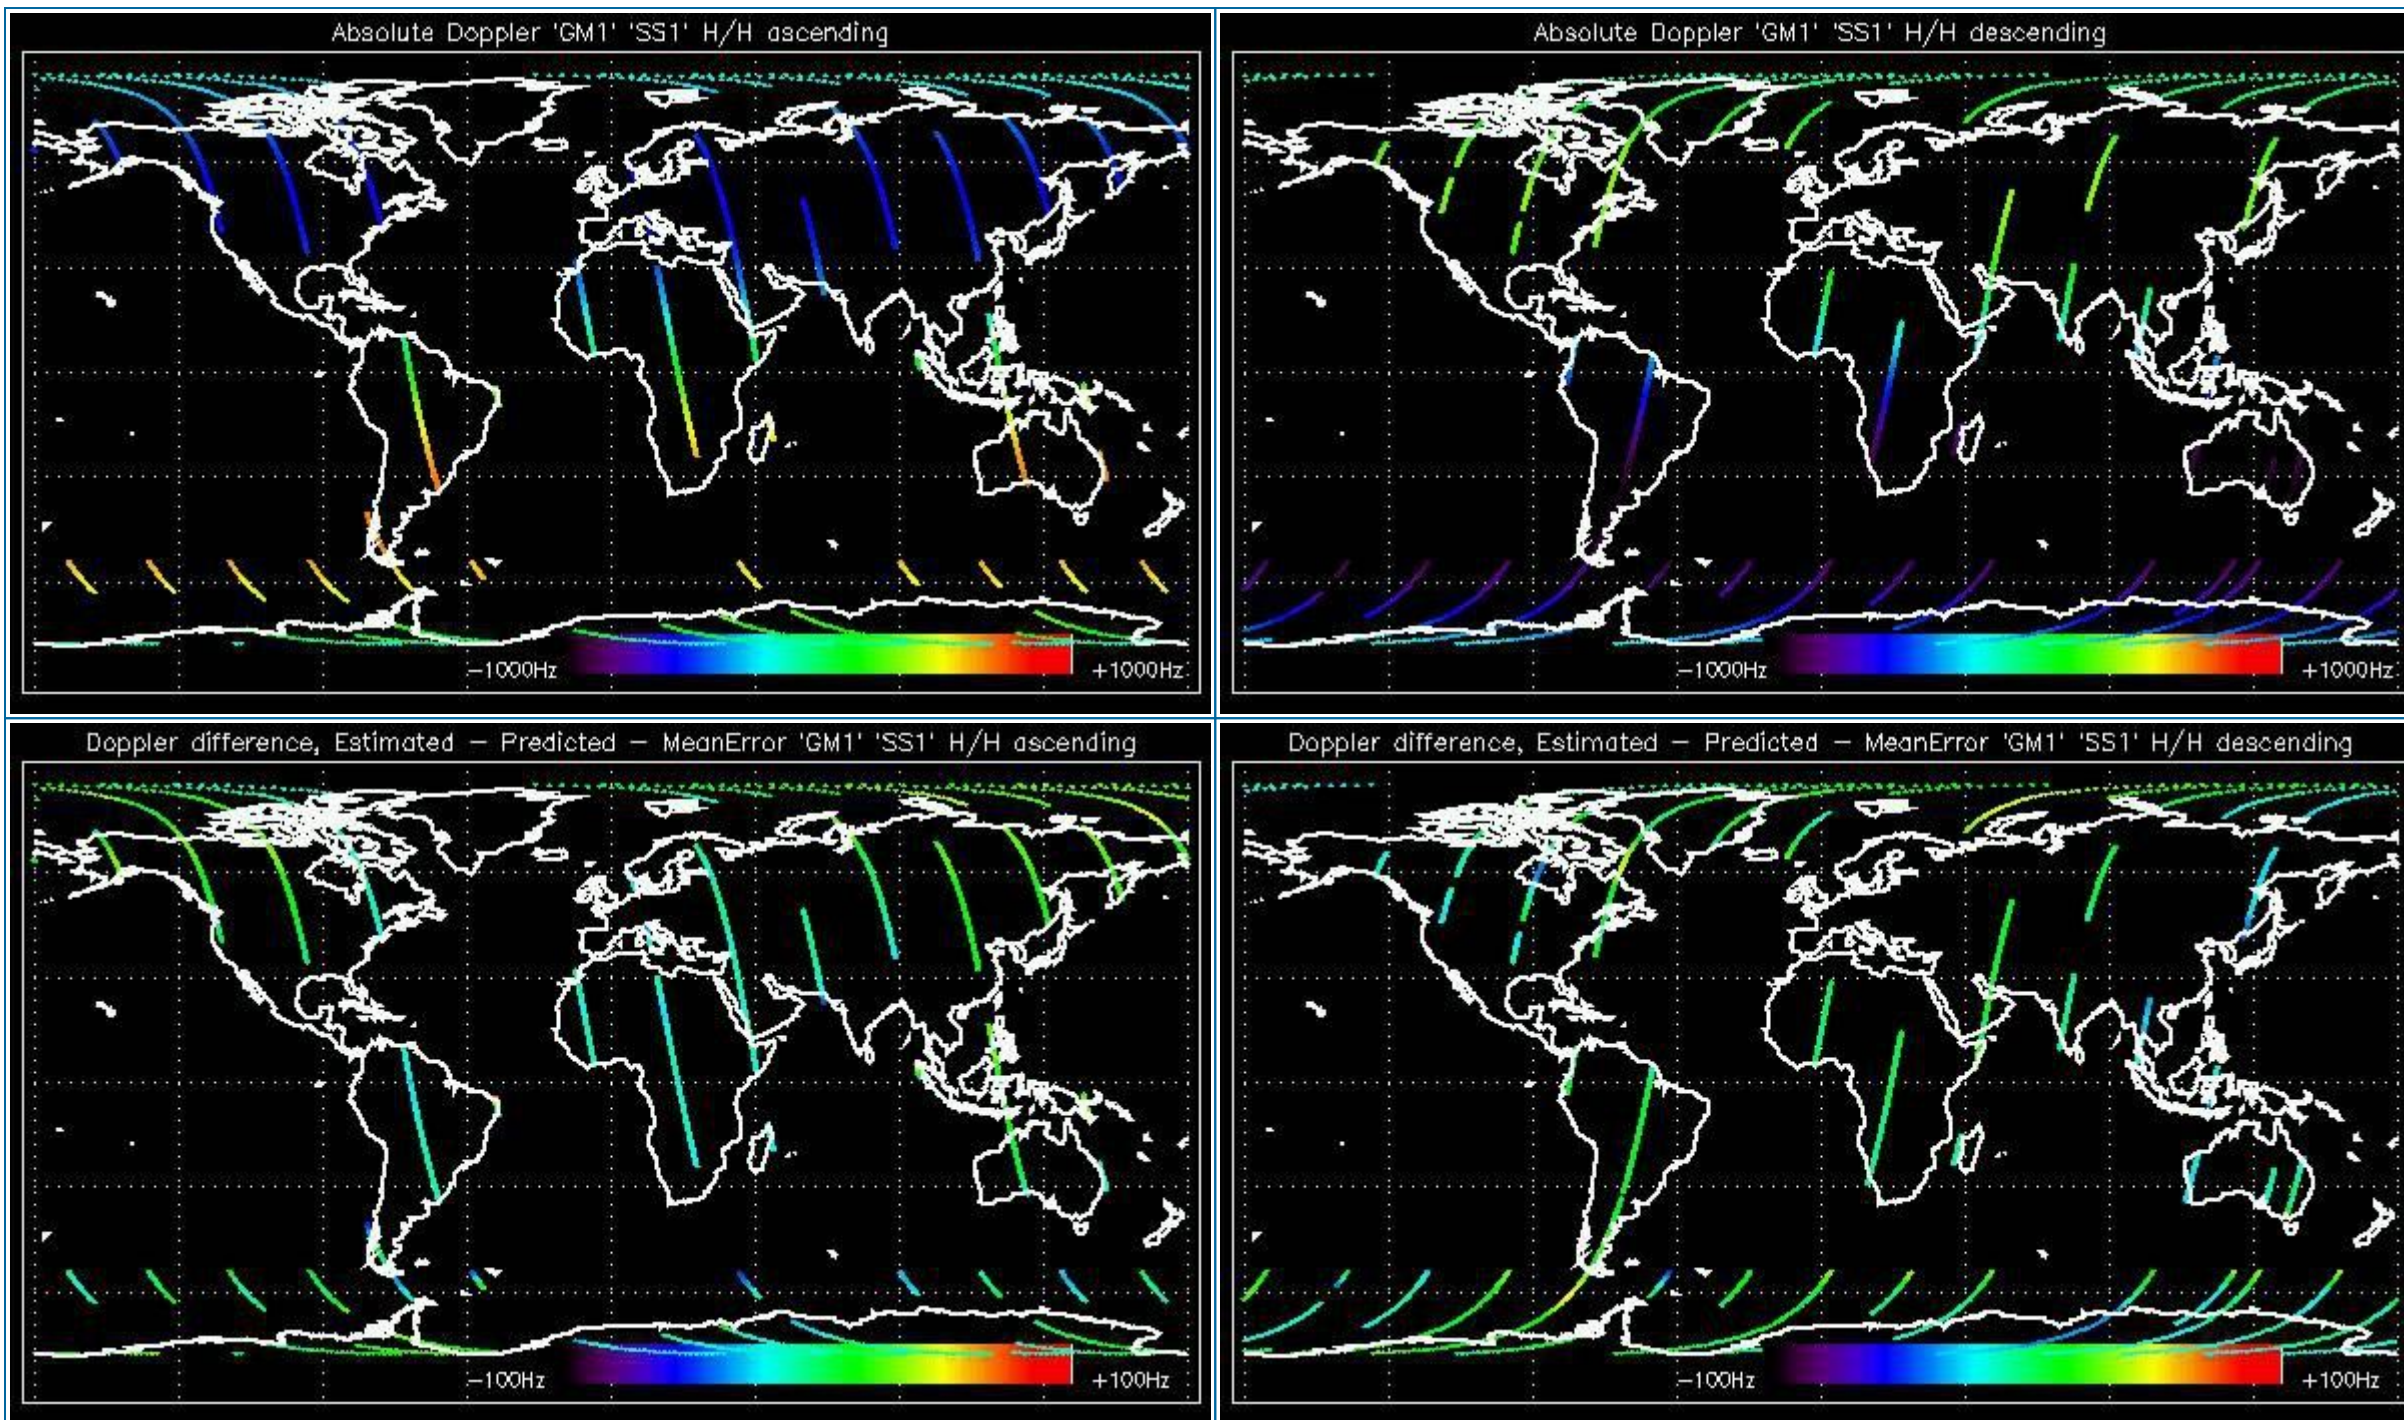 Absolute Doppler 'GM1' 'SS1' H/H ascending
−1000Hz
+1000Hz
Absolute Doppler 'GM1' 'SS1' H/H descending
−1000Hz
+1000Hz
Doppler difference, Estimated − Predicted − MeanError 'GM1' 'SS1' H/H ascending
−100Hz
+100Hz
Doppler difference, Estimated − Predicted − MeanError 'GM1' 'SS1' H/H descending
−100Hz
+100Hz